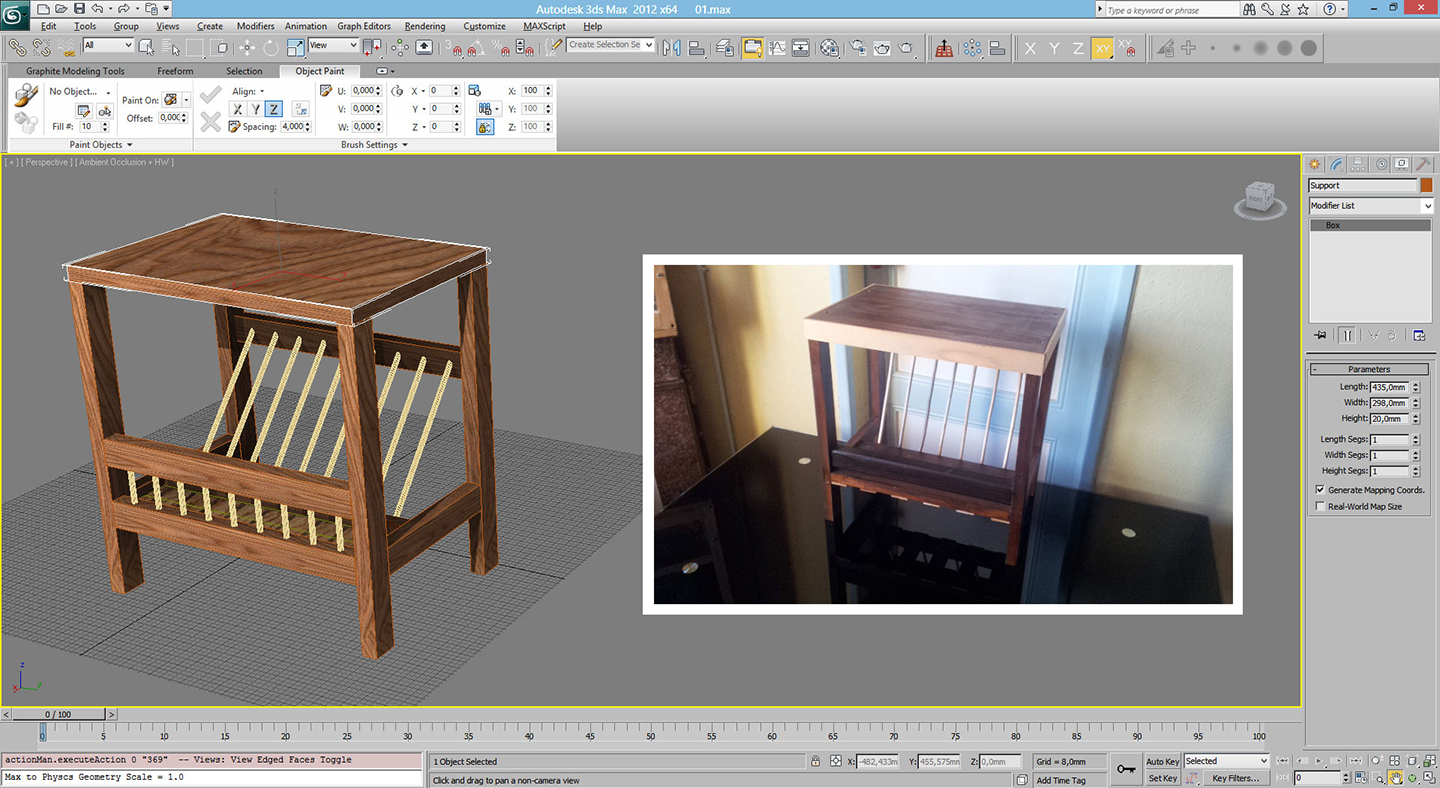 Autodesk 3ds Max 2012 x64 01.max
Type a keyword or phrase
Edit Tools Group Views Create Modifiers Animation Graph Editors Rendering Customize MAXScript Help
All
View
3
Create Selection Se
X Y Z XY
Graphite Modeling Tools Freeform Selection Object Paint
No Object...
Fill #: 10
Paint On:
Offset: 0,000
Align:
X Y Z
Spacing: 4,000
U: 0,000
V: 0,000
W: 0,000
X 0
Y 0
Z 0
X: 100
Y: 100
Z: 100
Paint Objects
Brush Settings
[ + ] [ Perspective ] [ Ambient Occlusion + HW ]
Support
Modifier List
Box
- Parameters
Length: 435,0mm
Width: 298,0mm
Height: 20,0mm
Length Segs: 1
Width Segs: 1
Height Segs: 1
Generate Mapping Coords.
Real-World Map Size
z
z
x y
< 0 / 100 >
0 5 10 15 20 25 30 35 40 45 50 55 60 65 70 75 80 85 90 95 100
actionMan.executeAction 0 "369" -- Views: View Edged Faces Toggle
Max to Physcs Geometry Scale = 1.0
1 Object Selected
Click and drag to pan a non-camera view
X: -482,433m Y: 455,575mm Z: 0,0mm
Grid = 8,0mm
Add Time Tag
Auto Key Selected
Set Key Key Filters...
0